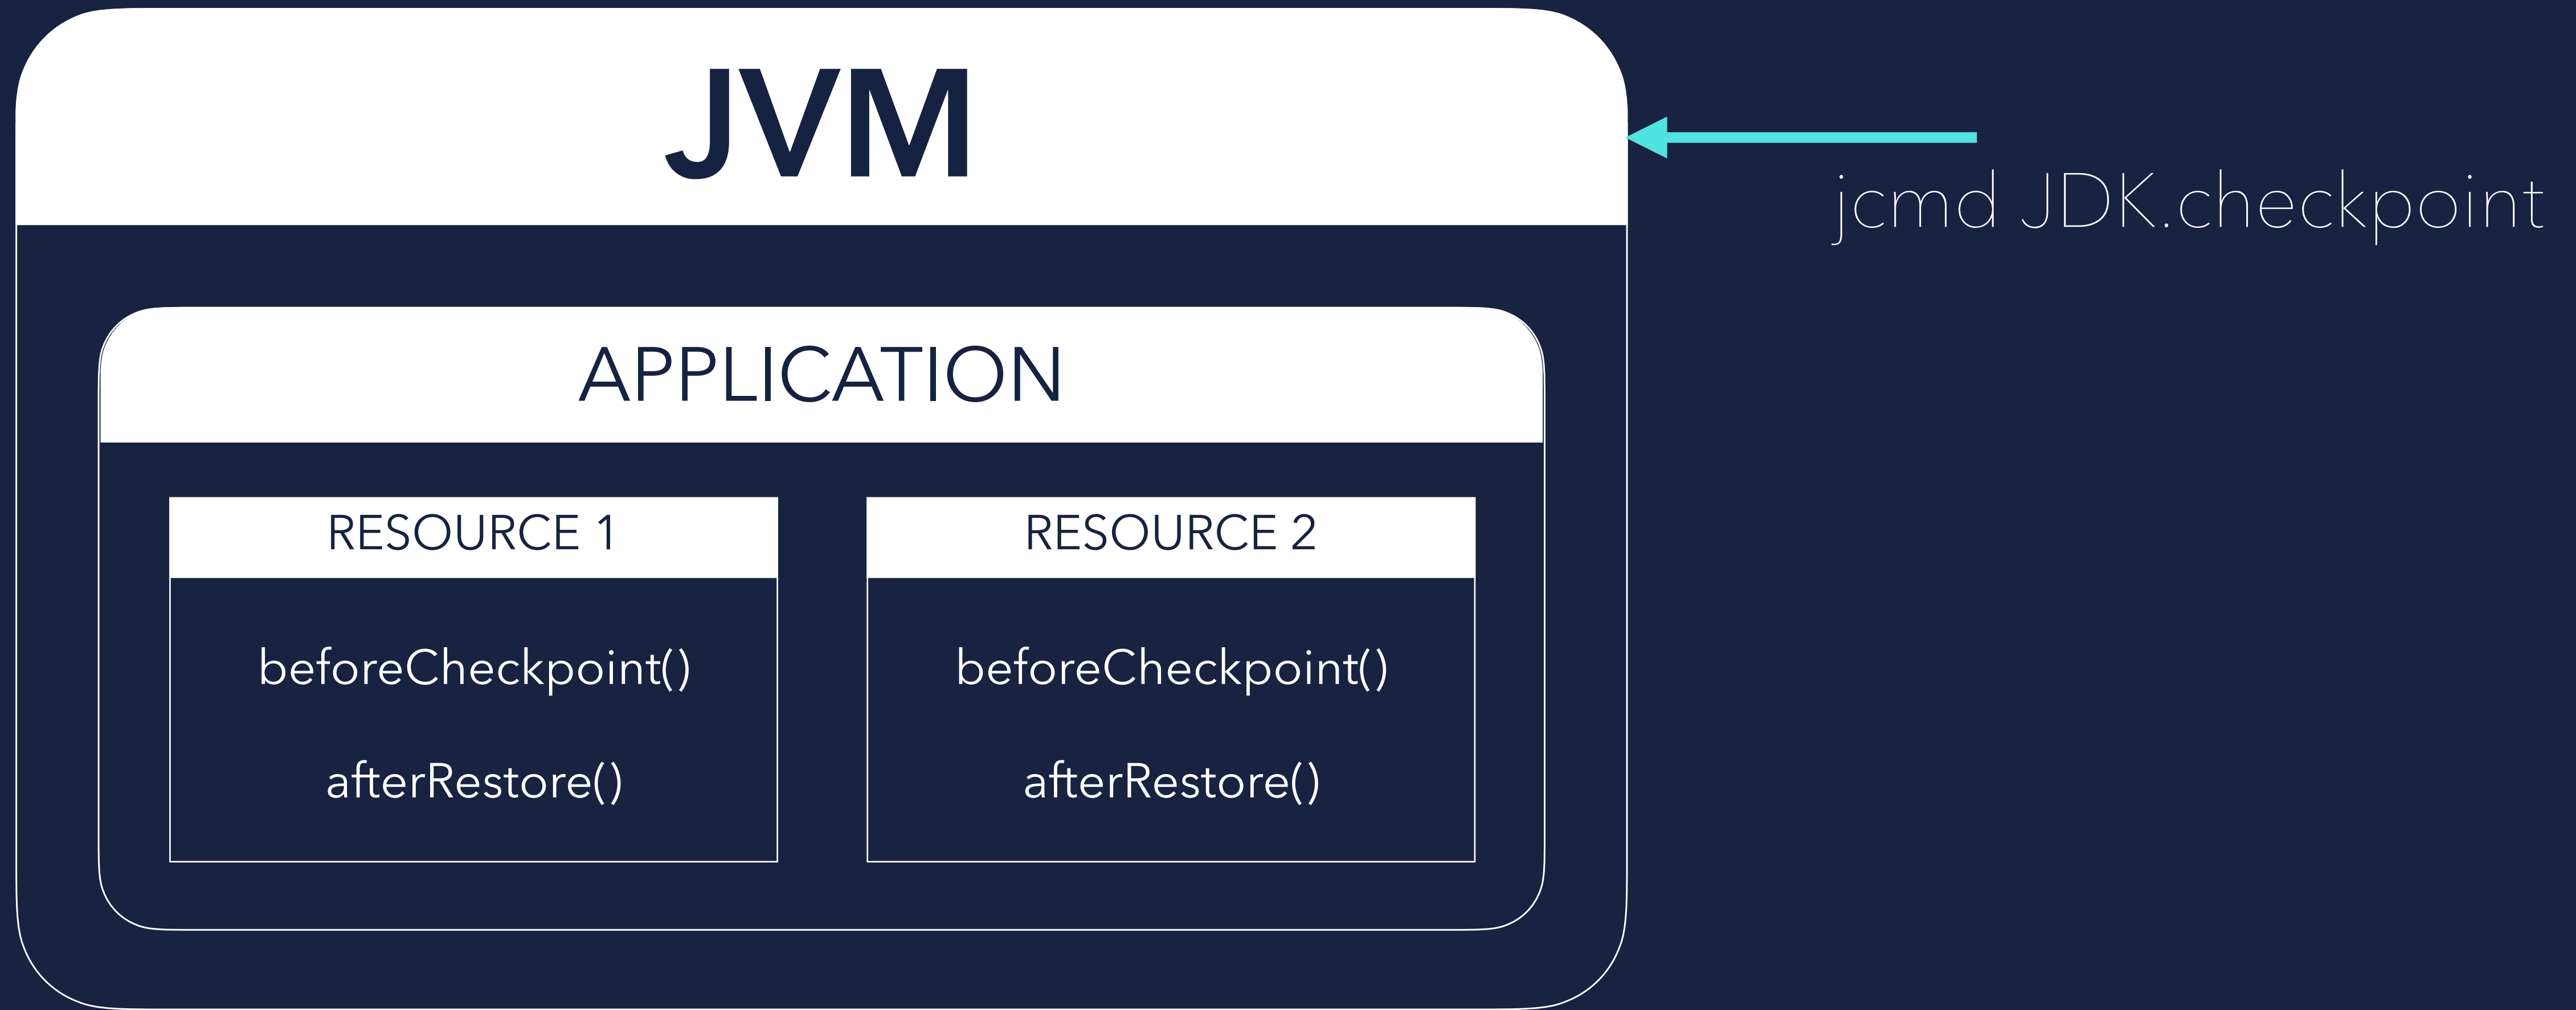 JVM
jcmd JDK.checkpoint
APPLICATION
RESOURCE 1
beforeCheckpoint()
afterRestore()
RESOURCE 2
beforeCheckpoint()
afterRestore()